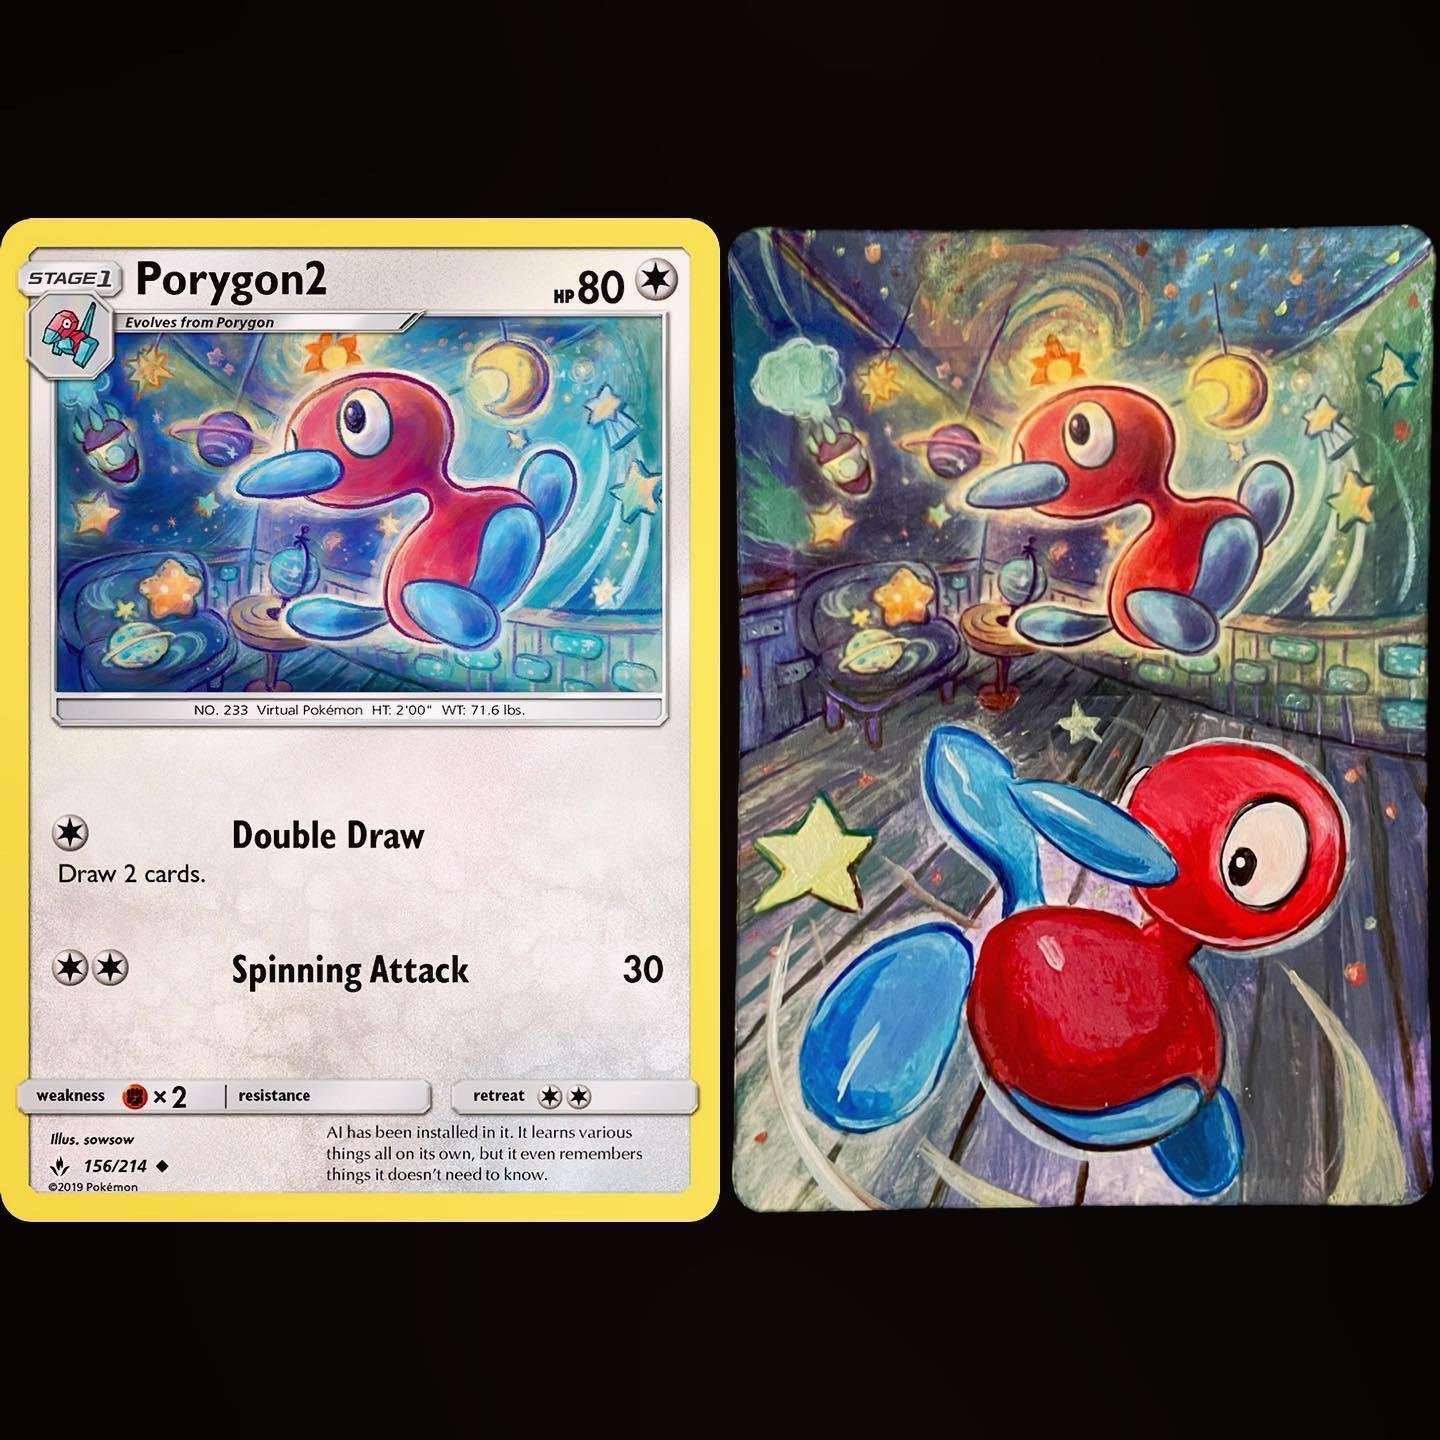 STAGE1
Porygon2
HP 80
Evolves from Porygon
NO. 233 Virtual Pokémon HT: 2'00" WT: 71.6 lbs.
Double Draw
Draw 2 cards.
Spinning Attack 30
weakness ×2 resistance retreat
Illus. sowsow
156/214 ◆
©2019 Pokémon
AI has been installed in it. It learns various
things all on its own, but it even remembers
things it doesn't need to know.